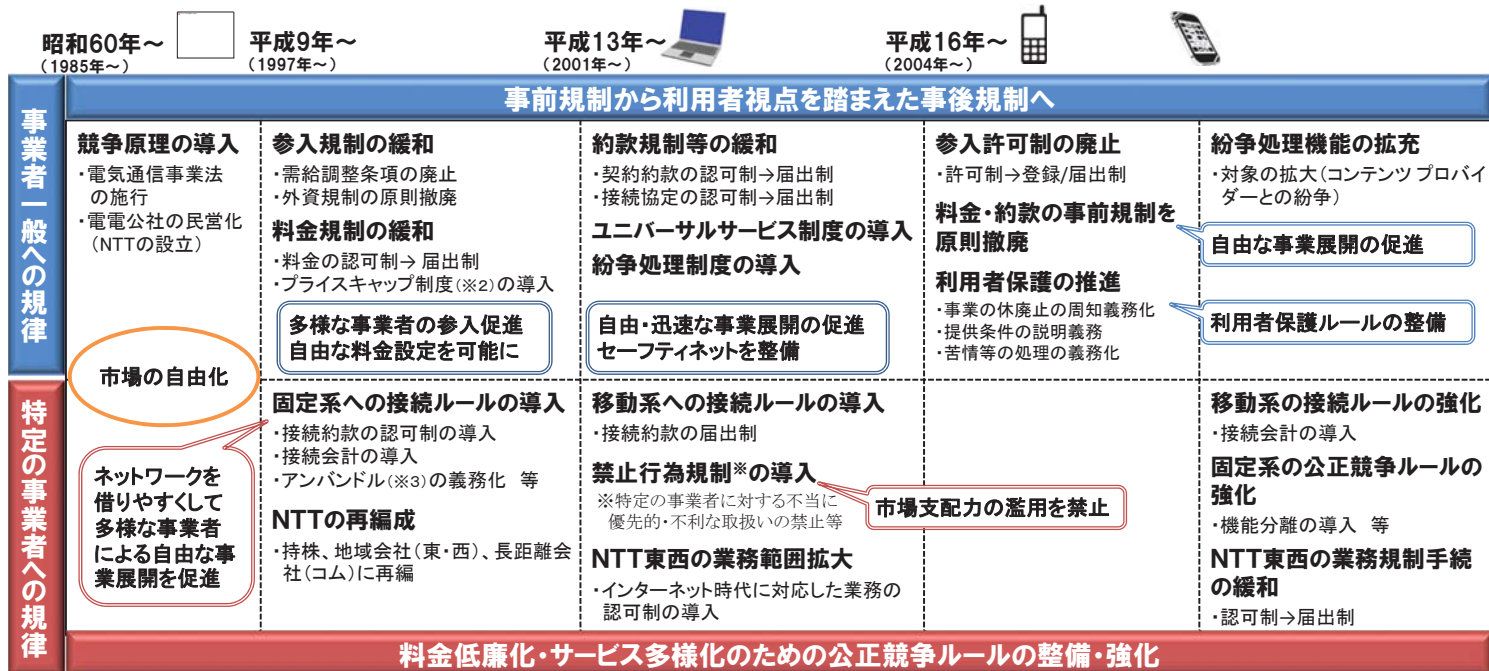 昭和60年～
（1985年～）
平成9年～
（1997年～）
平成13年～
（2001年～）
平成16年～
（2004年～）
事業者一般への規律
事前規制から利用者視点を踏まえた事後規制へ
競争原理の導入
・電気通信事業法
の施行
・電電公社の民営化
（NTTの設立）
市場の自由化
参入規制の緩和
・需給調整条項の廃止
・外資規制の原則撤廃
料金規制の緩和
・料金の認可制→ 届出制
・プライスキャップ制度(※2)の導入
多様な事業者の参入促進
自由な料金設定を可能に
約款規制等の緩和
・契約約款の認可制→届出制
・接続協定の認可制→届出制
ユニバーサルサービス制度の導入
紛争処理制度の導入
自由・迅速な事業展開の促進
セーフティネットを整備
参入許可制の廃止
・許可制→登録/届出制
料金・約款の事前規制を
原則撤廃
利用者保護の推進
・事業の休廃止の周知義務化
・提供条件の説明義務
・苦情等の処理の義務化
紛争処理機能の拡充
・対象の拡大（コンテンツ プロバイ
ダーとの紛争）
自由な事業展開の促進
利用者保護ルールの整備
特定の事業者への規律
ネットワークを
借りやすくして
多様な事業者
による自由な事
業展開を促進
固定系への接続ルールの導入
・接続約款の認可制の導入
・接続会計の導入
・アンバンドル(※3)の義務化 等
NTTの再編成
・持株、地域会社（東・西）、長距離会
社（コム）に再編
移動系への接続ルールの導入
・接続約款の届出制
禁止行為規制※の導入
※特定の事業者に対する不当に
優先的・不利な取扱いの禁止等
市場支配力の濫用を禁止
NTT東西の業務範囲拡大
・インターネット時代に対応した業務の
認可制の導入
移動系の接続ルールの強化
・接続会計の導入
固定系の公正競争ルールの
強化
・機能分離の導入 等
NTT東西の業務規制手続
の緩和
・認可制→届出制
料金低廉化・サービス多様化のための公正競争ルールの整備・強化